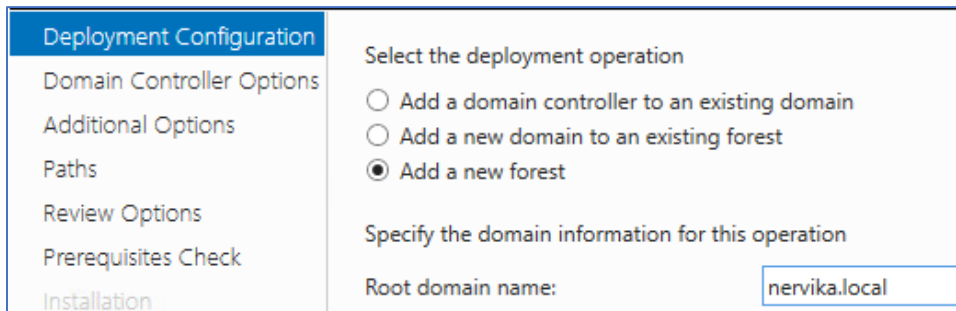 Deployment Configuration
Domain Controller Options
Additional Options
Paths
Review Options
Prerequisites Check
Installation
Select the deployment operation
Add a domain controller to an existing domain
Add a new domain to an existing forest
Add a new forest
Specify the domain information for this operation
Root domain name: nervika.local